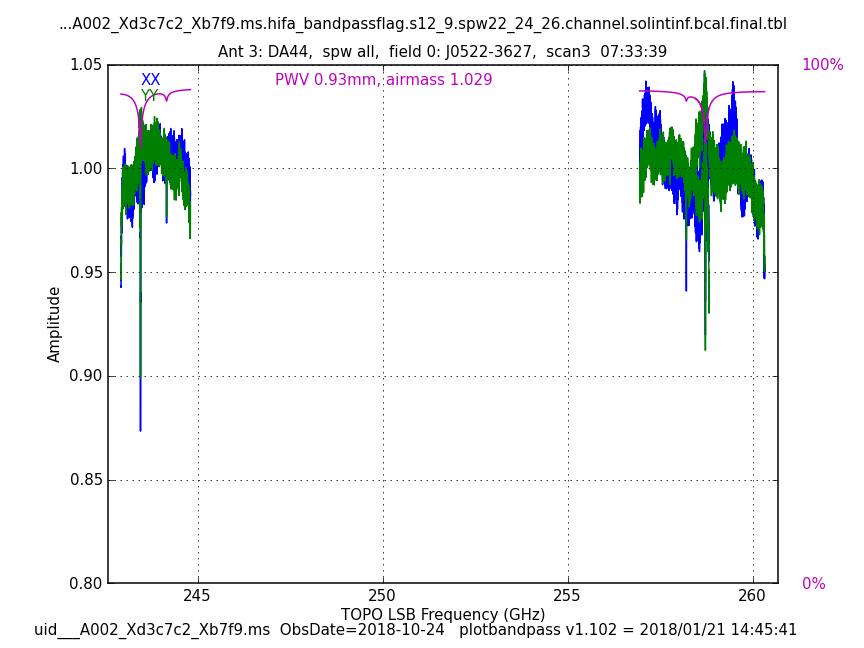 ...A002_Xd3c7c2_Xb7f9.ms.hifa_bandpassflag.s12_9.spw22_24_26.channel.solintinf.bcal.final.tbl
Ant 3: DA44,  spw all,  field 0: J0522-3627,  scan3  07:33:39
1.05
100%
XX
PWV 0.93mm, airmass 1.029
YY
1.00
0.95
Amplitude
0.90
0.85
0.80
0%
245
250
255
260
TOPO LSB Frequency (GHz)
uid___A002_Xd3c7c2_Xb7f9.ms  ObsDate=2018-10-24   plotbandpass v1.102 = 2018/01/21 14:45:41